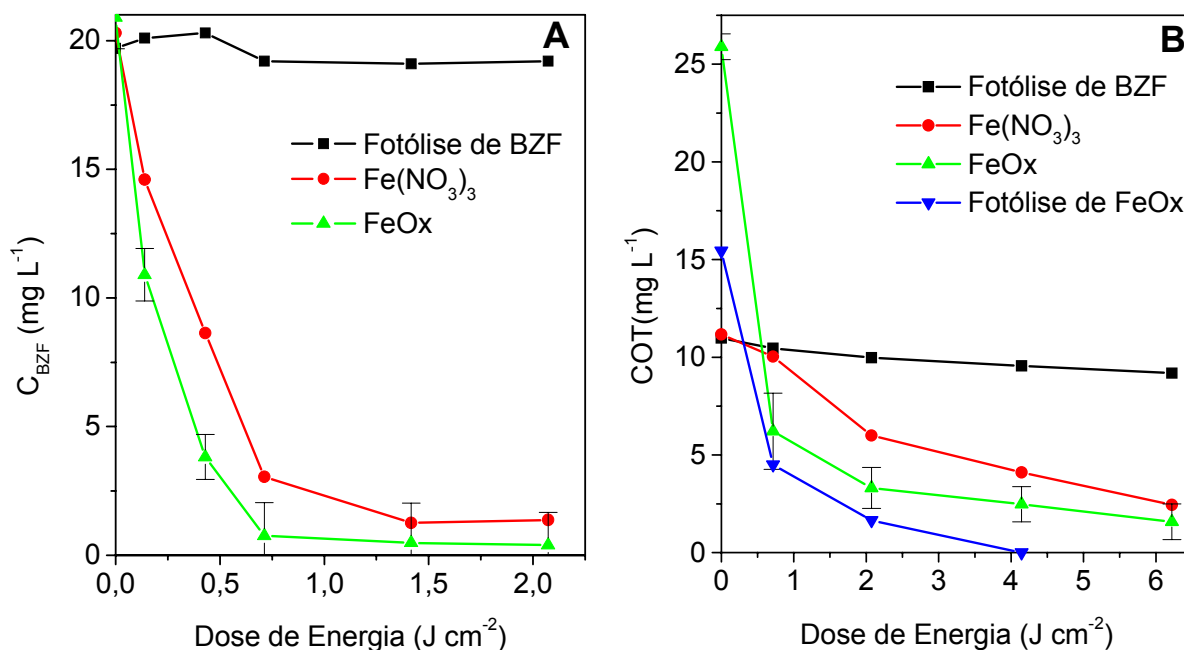 A
C_BZF (mg L⁻¹)
20
15
10
5
0
Fotólise de BZF
Fe(NO₃)₃
FeOx
0,0 0,5 1,0 1,5 2,0
Dose de Energia (J cm⁻²)
B
COT(mg L⁻¹)
25
20
15
10
5
0
Fotólise de BZF
Fe(NO₃)₃
FeOx
Fotólise de FeOx
0 1 2 3 4 5 6
Dose de Energia (J cm⁻²)